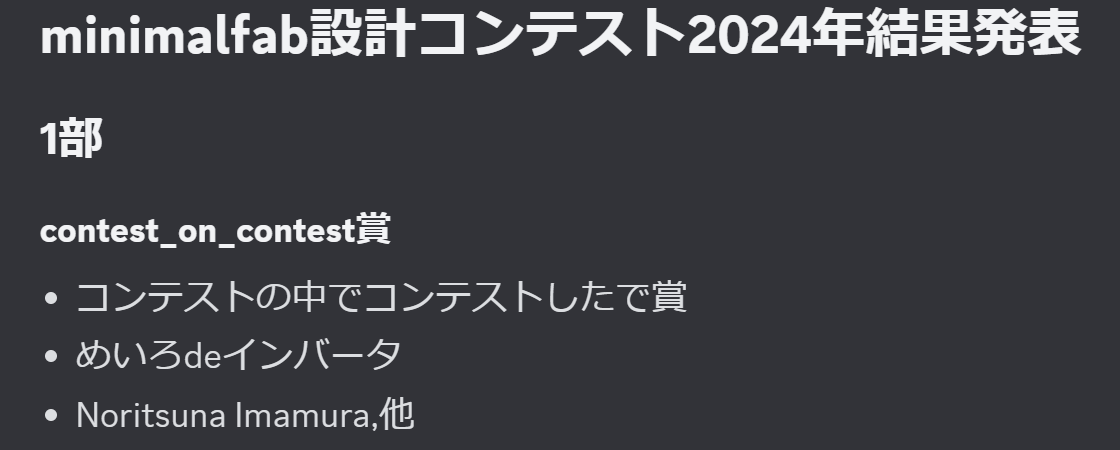 minimalfab設計コンテスト2024年結果発表
1部
contest_on_contest賞
• コンテストの中でコンテストしたで賞
• めいろdeインバータ
• Noritsuna Imamura,他